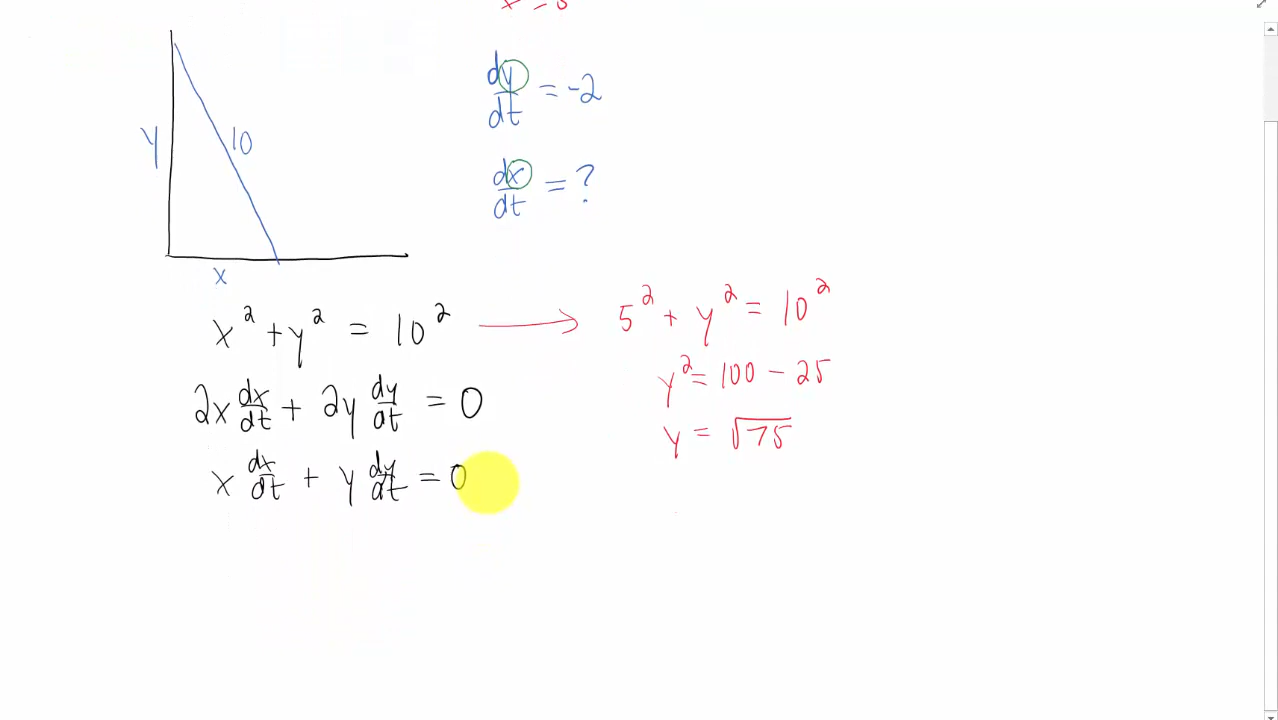 dy/dt = -2
y
10
dx/dt = ?
x
x² + y² = 10² → 5² + y² = 10²
y² = 100 - 25
2x dx/dt + 2y dy/dt = 0
y = √75
x dx/dt + y dy/dt = 0